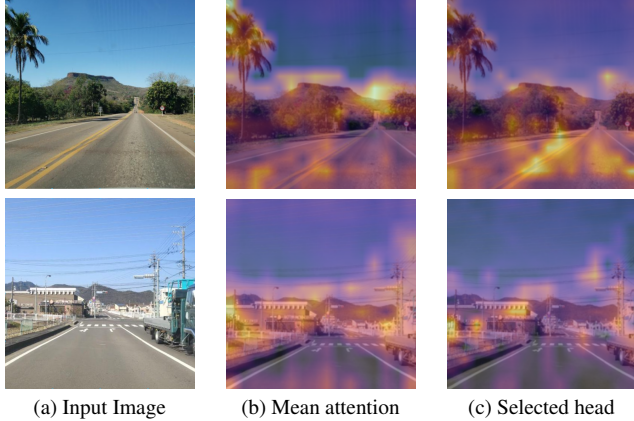 (a) Input Image
(b) Mean attention
(c) Selected head